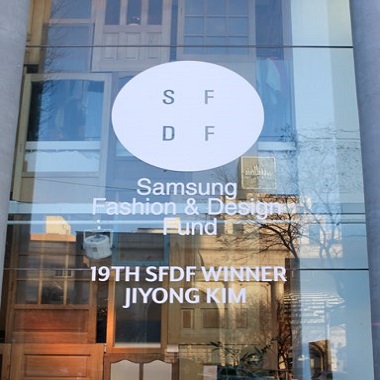 S F
D F
Samsung
Fashion & Design
Fund
19TH SFDF WINNER
JIYONG KIM